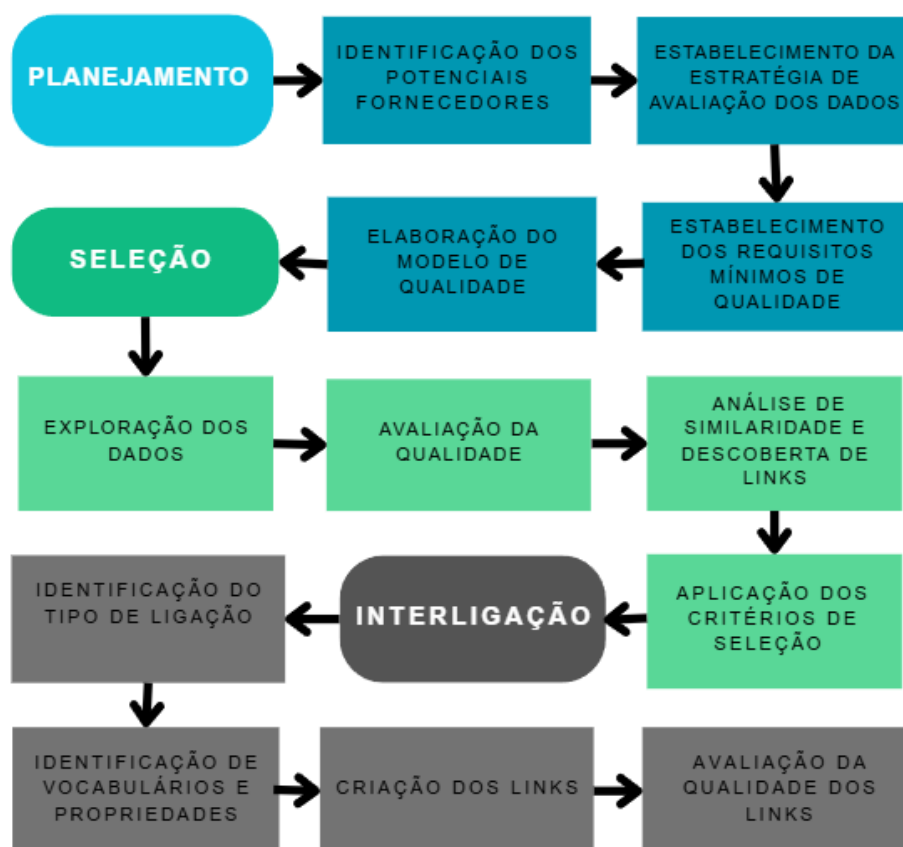 PLANEJAMENTO
IDENTIFICAÇÃO DOS
POTENCIAIS
FORNECEDORES
ESTABELECIMENTO DA
ESTRATÉGIA DE
AVALIAÇÃO DOS DADOS
ESTABELECIMENTO
DOS REQUISITOS
MÍNIMOS DE
QUALIDADE
ELABORAÇÃO DO
MODELO DE
QUALIDADE
SELEÇÃO
EXPLORAÇÃO DOS
DADOS
AVALIAÇÃO DA
QUALIDADE
ANÁLISE DE
SIMILARIDADE E
DESCOBERTA DE
LINKS
APLICAÇÃO DOS
CRITÉRIOS DE
SELEÇÃO
INTERLIGAÇÃO
IDENTIFICAÇÃO DO
TIPO DE LIGAÇÃO
IDENTIFICAÇÃO DE
VOCABULÁRIOS E
PROPRIEDADES
CRIAÇÃO DOS LINKS
AVALIAÇÃO DA
QUALIDADE DOS
LINKS